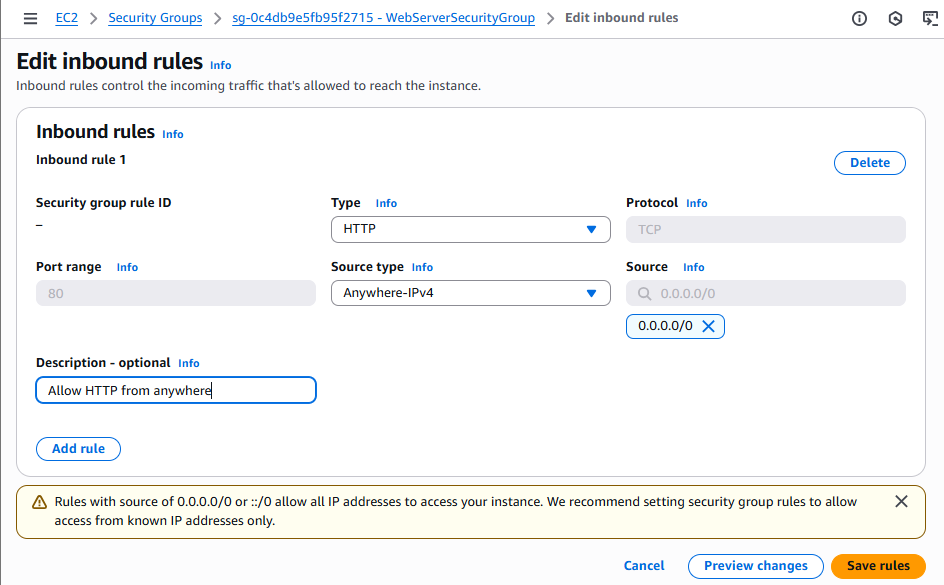 EC2 > Security Groups > sg-0c4db9e5fb95f2715 - WebServerSecurityGroup > Edit inbound rules
Edit inbound rules Info
Inbound rules control the incoming traffic that's allowed to reach the instance.
Inbound rules Info
Inbound rule 1
Delete
Security group rule ID
–
Type Info
HTTP
Protocol Info
TCP
Port range Info
80
Source type Info
Anywhere-IPv4
Source Info
0.0.0.0/0
0.0.0.0/0
Description - optional Info
Allow HTTP from anywhere
Add rule
Rules with source of 0.0.0.0/0 or ::/0 allow all IP addresses to access your instance. We recommend setting security group rules to allow
access from known IP addresses only.
Cancel
Preview changes
Save rules